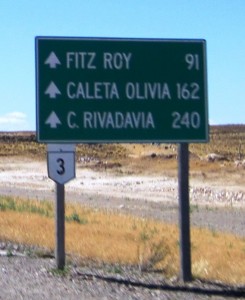 FITZ ROY 91
CALETA OLIVIA 162
C. RIVADAVIA 240
3